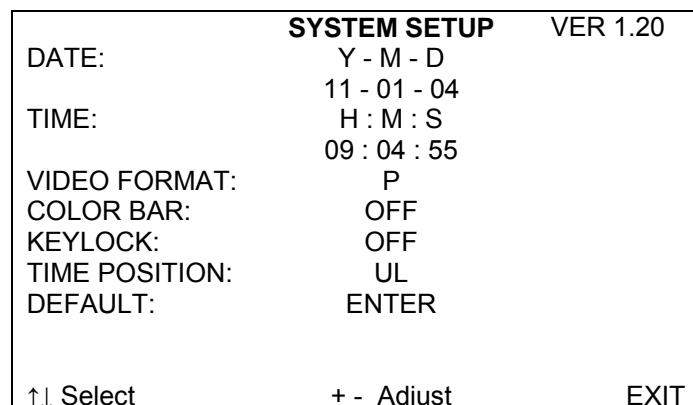 SYSTEM SETUP VER 1.20
DATE: Y - M - D
11 - 01 - 04
TIME: H : M : S
09 : 04 : 55
VIDEO FORMAT: P
COLOR BAR: OFF
KEYLOCK: OFF
TIME POSITION: UL
DEFAULT: ENTER
↑↓ Select + - Adjust EXIT